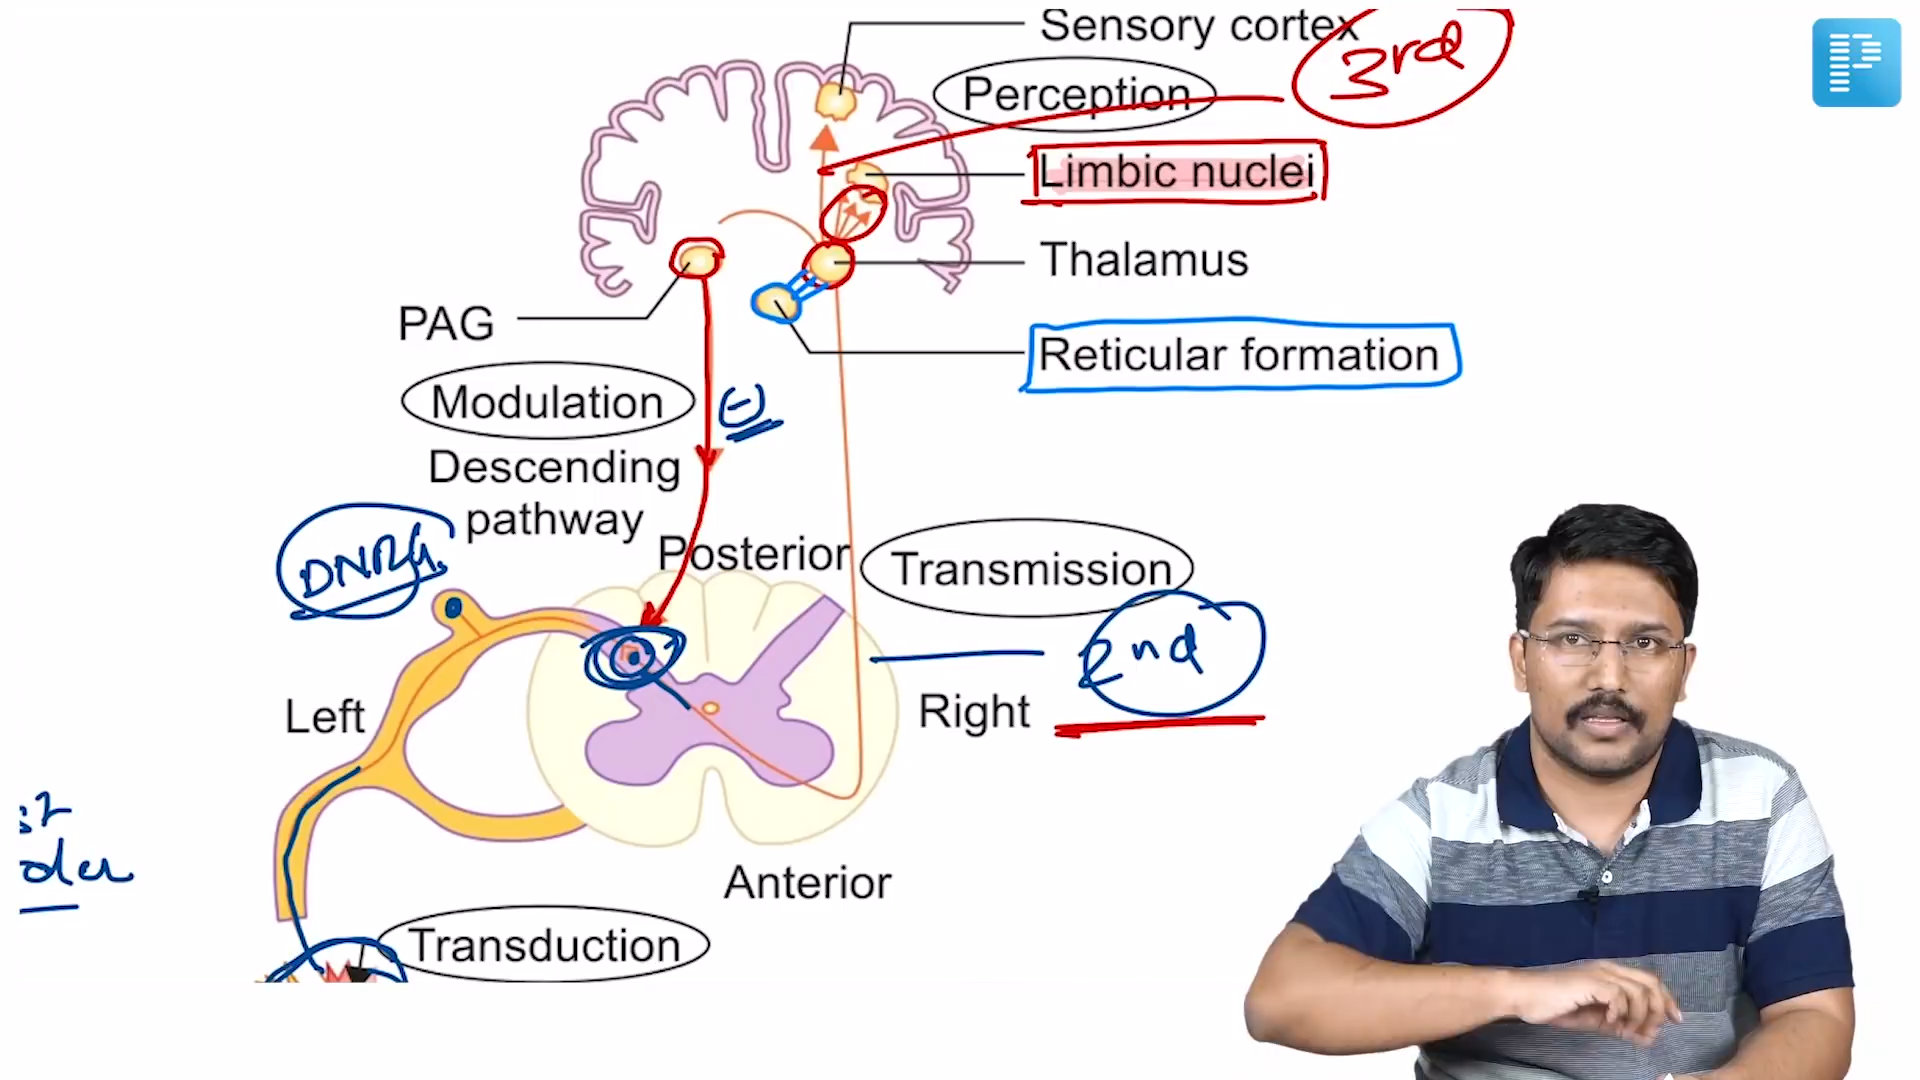 Sensory cortex
3rd
Perception
Limbic nuclei
Thalamus
PAG
Reticular formation
Modulation
(-)
Descending
pathway
Posterior
Transmission
2nd
Left
Right
Anterior
Transduction